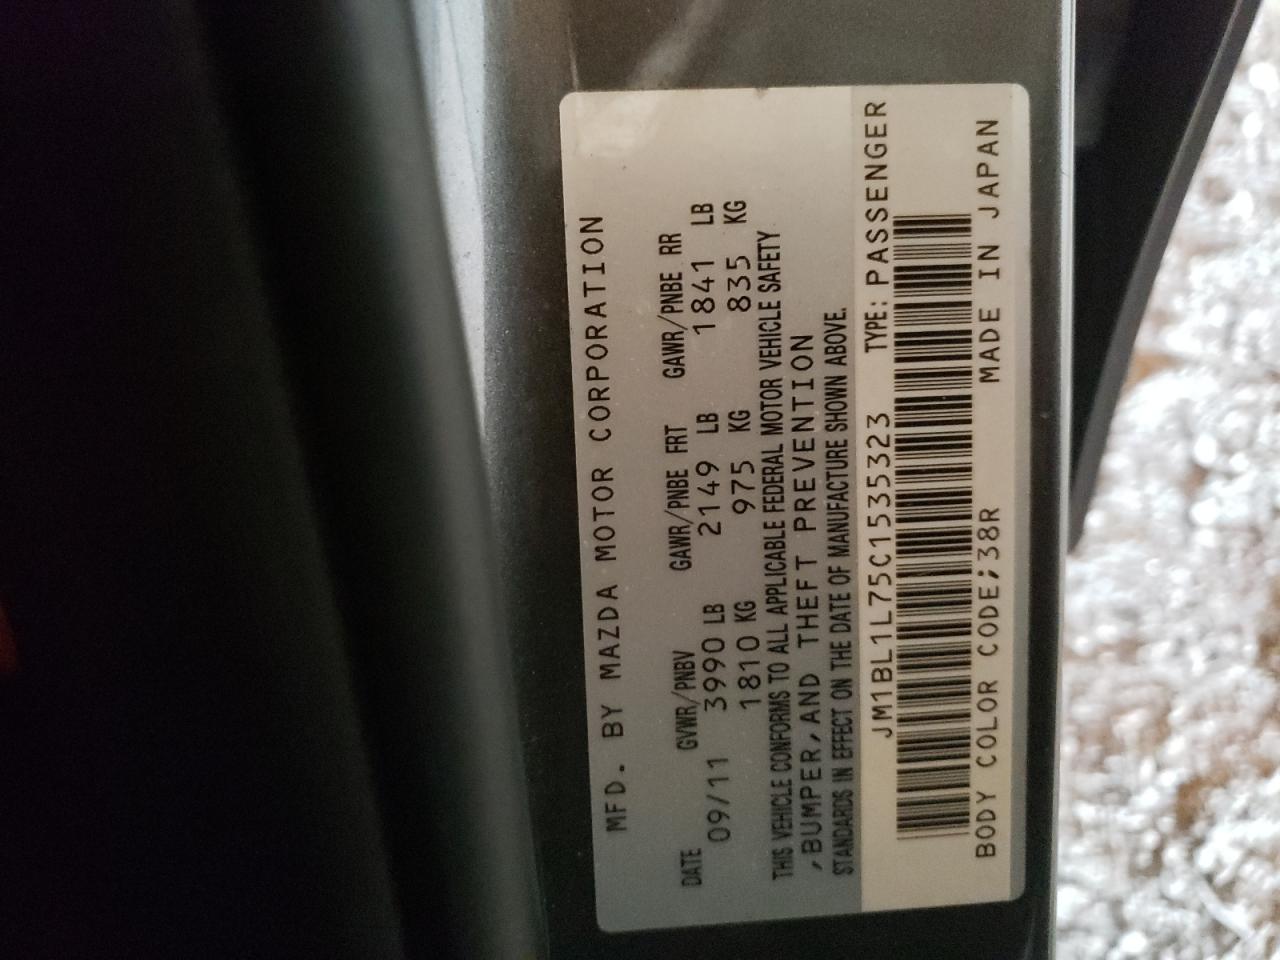 MFD. BY MAZDA MOTOR CORPORATION
DATE GVWR/PNBV GAWR/PNBE FRT GAWR/PNBE RR
09/11 3990 LB 2149 LB 1841 LB
1810 KG 975 KG 835 KG
THIS VEHICLE CONFORMS TO ALL APPLICABLE FEDERAL MOTOR VEHICLE SAFETY
,BUMPER,AND THEFT PREVENTION
STANDARDS IN EFFECT ON THE DATE OF MANUFACTURE SHOWN ABOVE.
JM1BL1L75C1535323 TYPE: PASSENGER
BODY COLOR CODE;38R MADE IN JAPAN